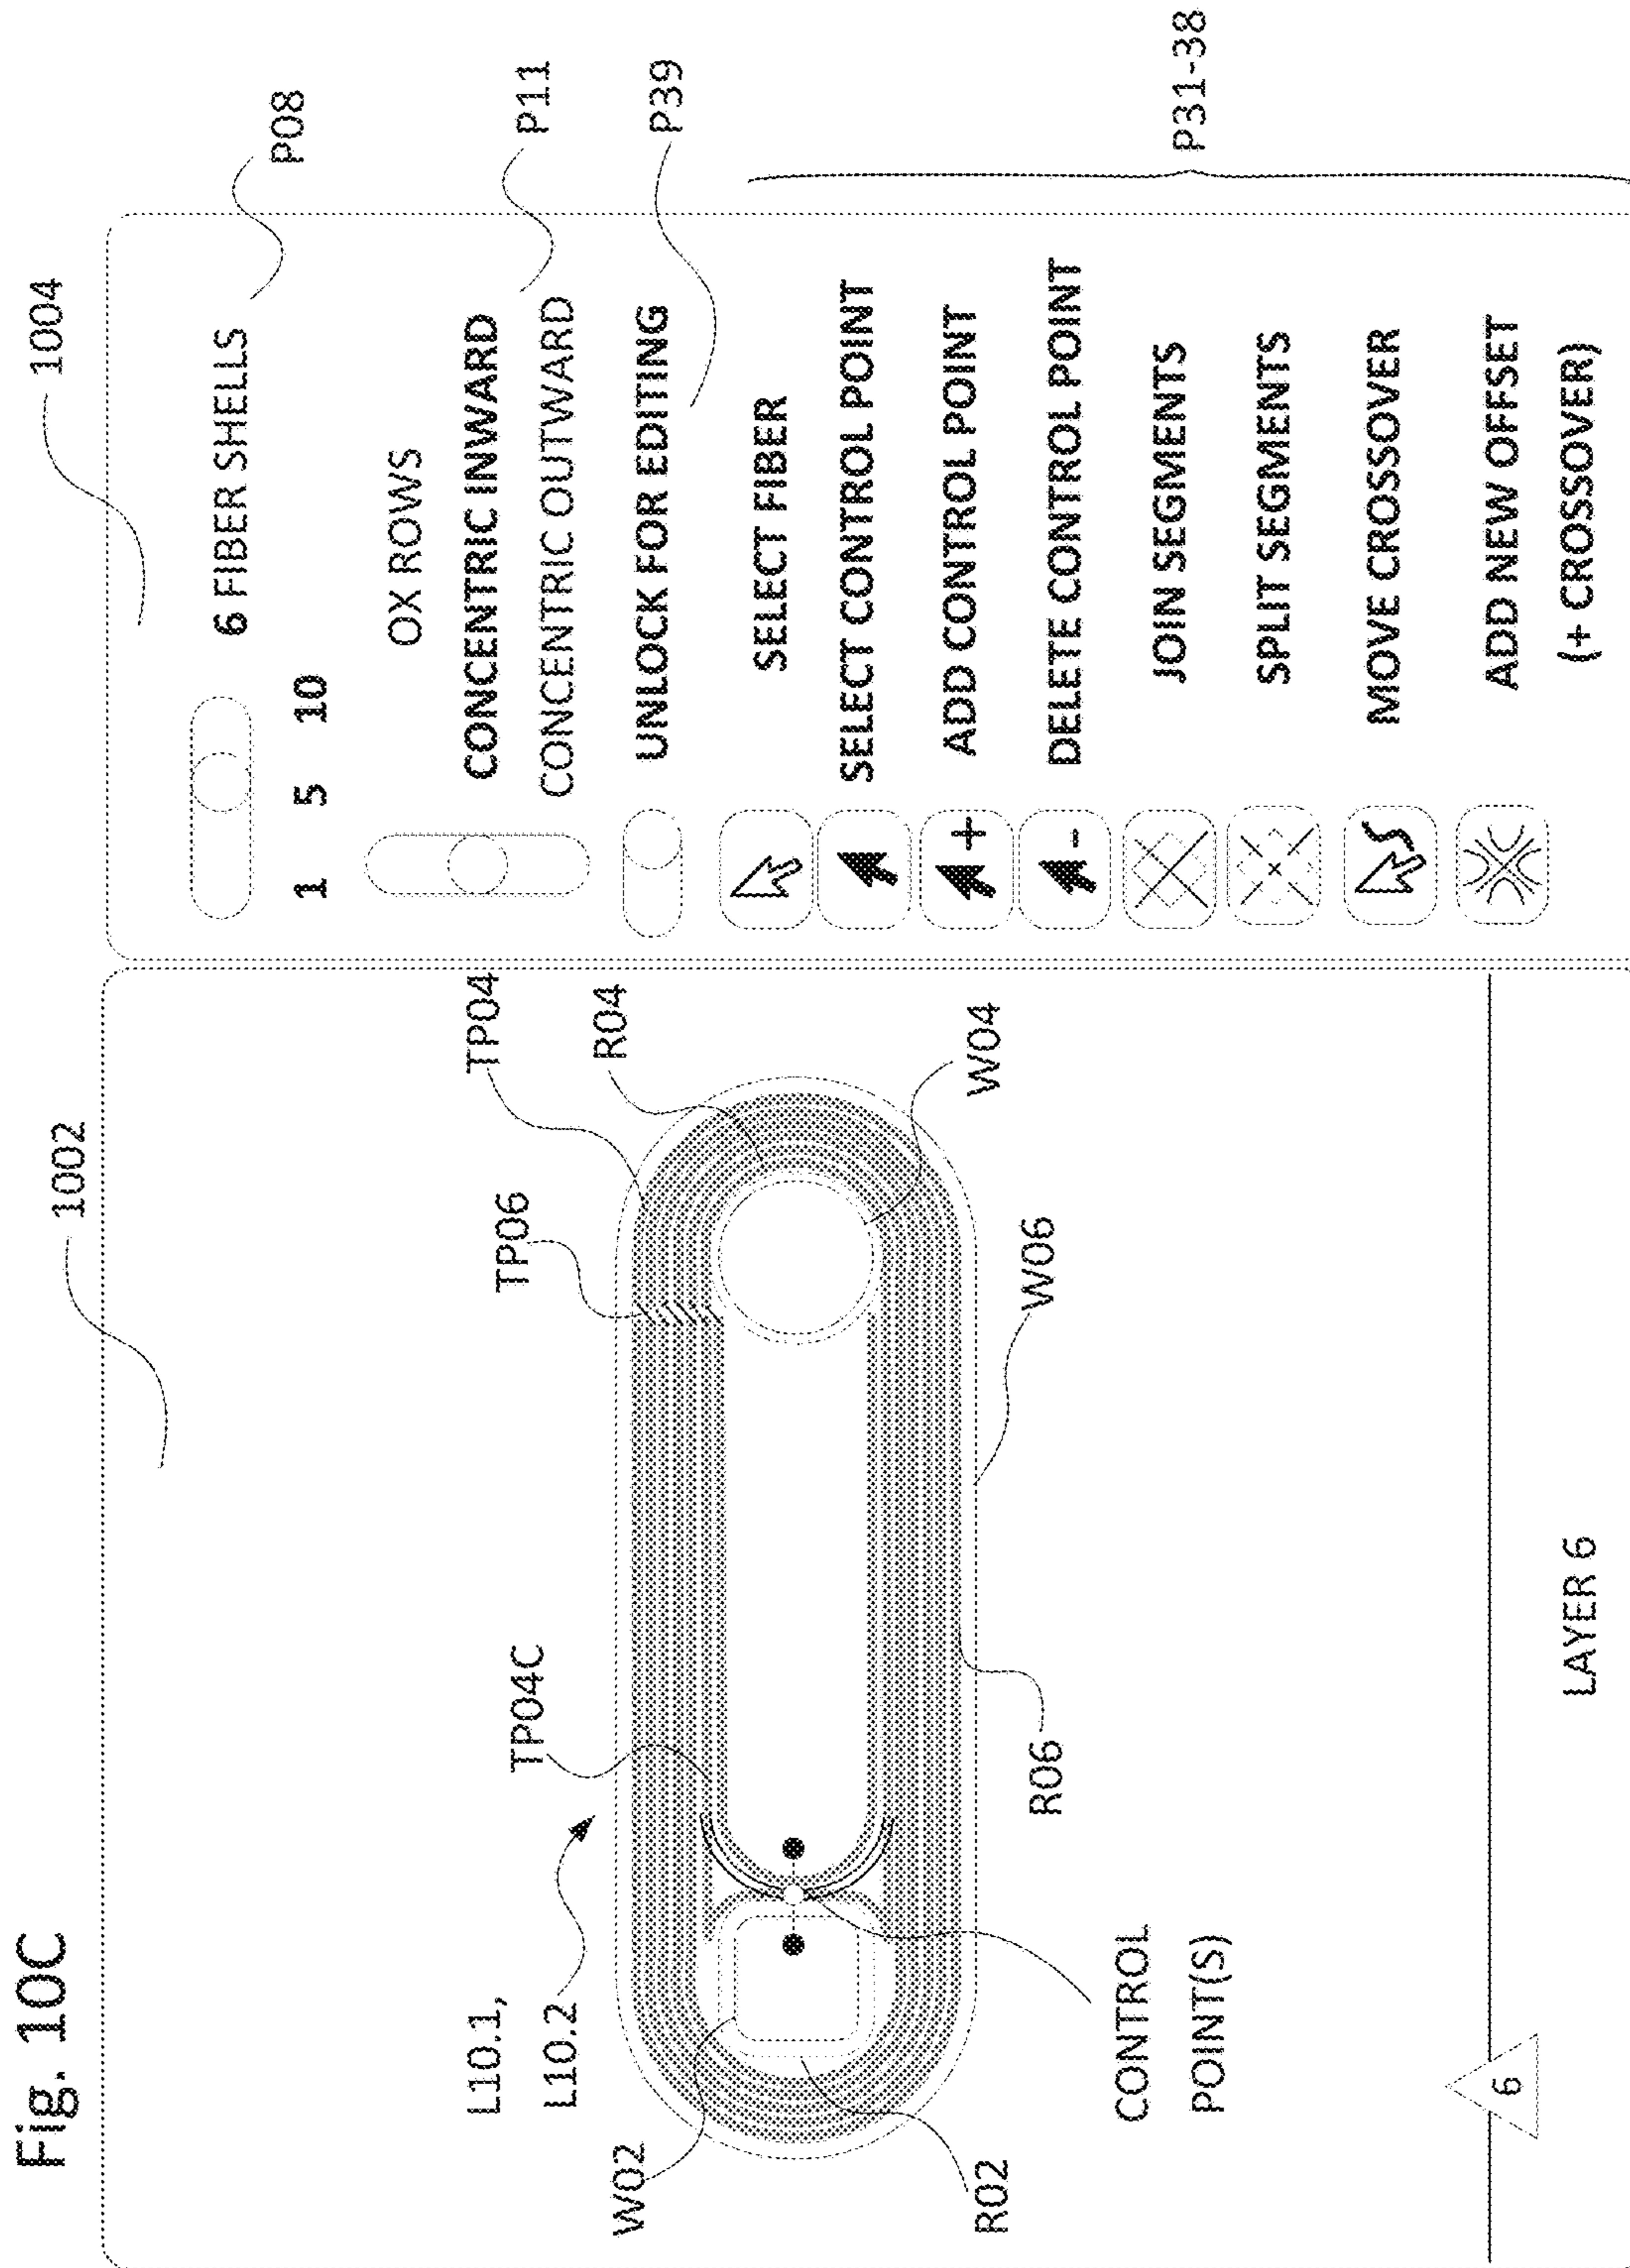 Fig. 10C
1002
1004
P08
6 FIBER SHELLS
1 5 10
OX ROWS
CONCENTRIC INWARD
P11
CONCENTRIC OUTWARD
UNLOCK FOR EDITING
P39
SELECT FIBER
SELECT CONTROL POINT
ADD CONTROL POINT
+
DELETE CONTROL POINT
-
JOIN SEGMENTS
SPLIT SEGMENTS
MOVE CROSSOVER
ADD NEW OFFSET
(+ CROSSOVER)
P31-38
L10.1,
L10.2
TP04C
TP06
TP04
R04
W02
W04
R02
R06
W06
CONTROL
POINT(S)
6
LAYER 6